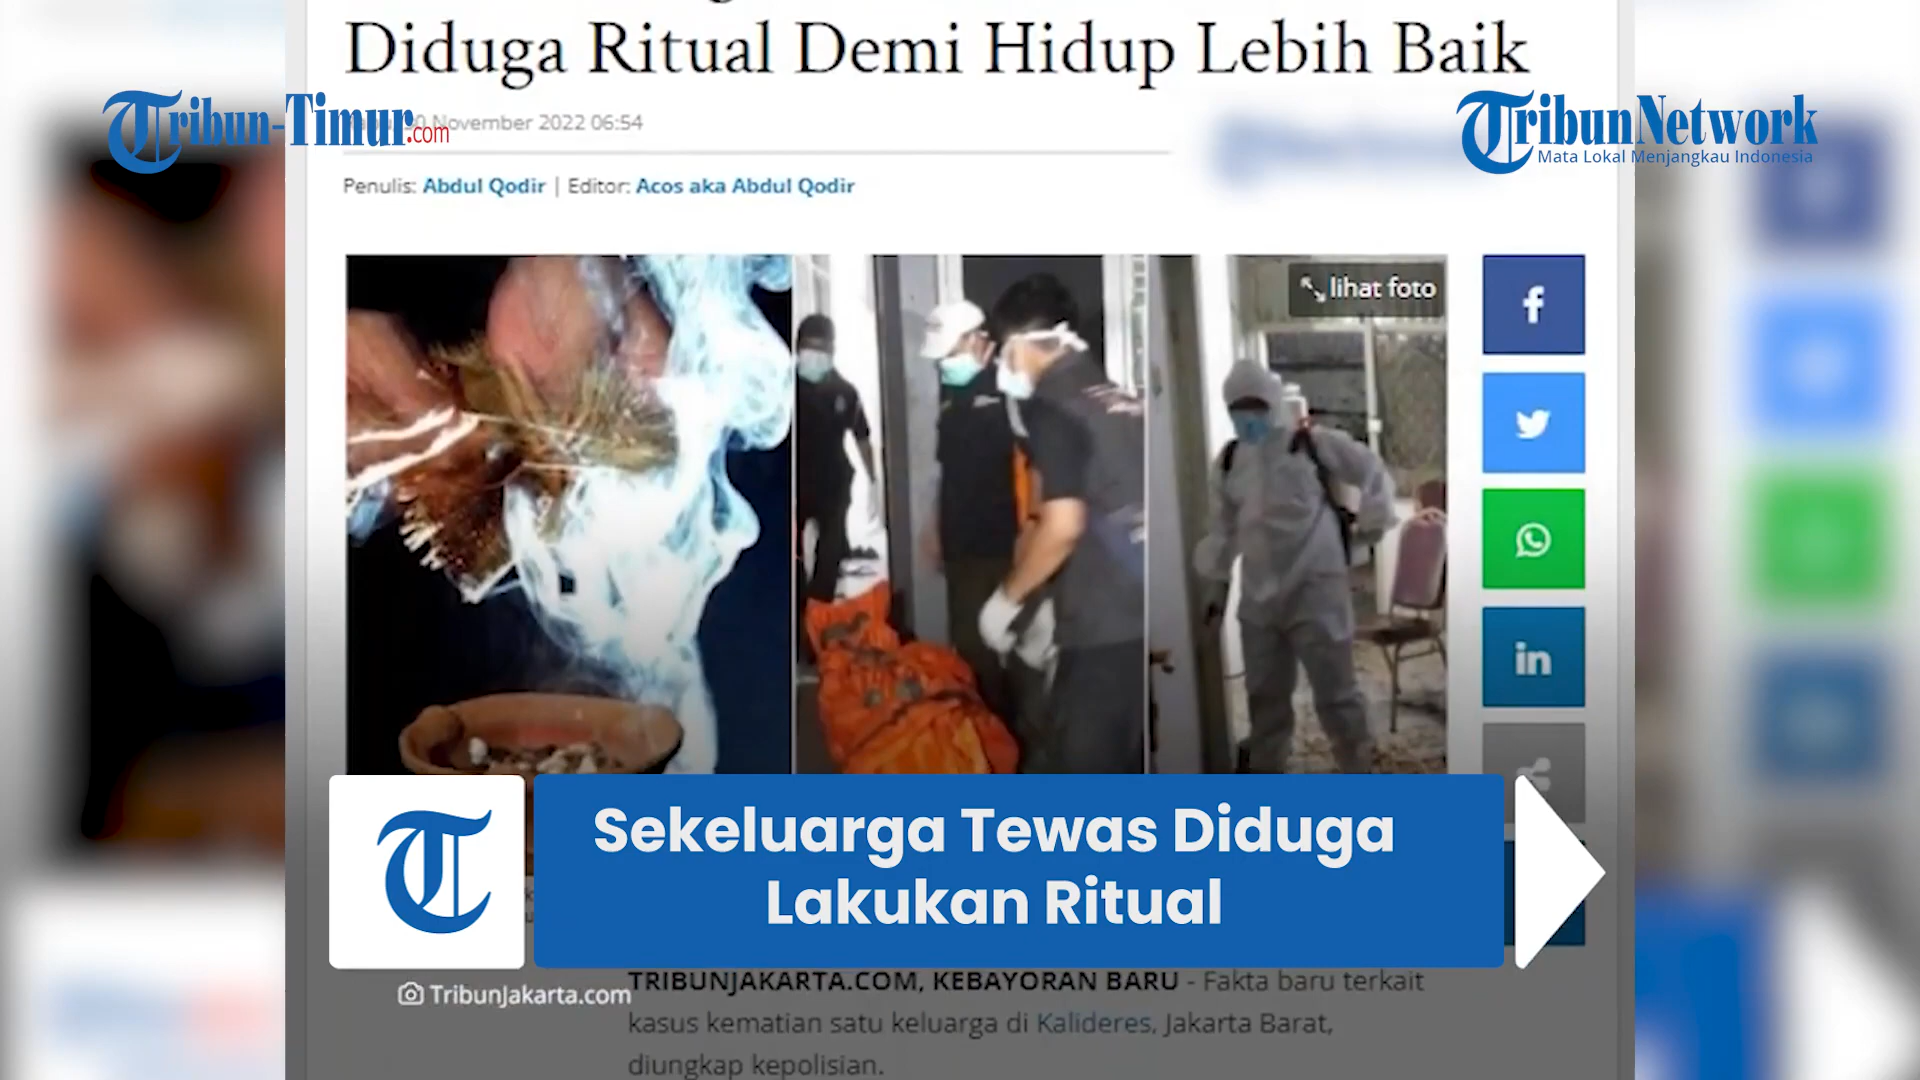 Diduga Ritual Demi Hidup Lebih Baik
Tribun-Timur.com
November 2022 06:54
TribunNetwork
Mata Lokal Menjangkau Indonesia
Penulis: Abdul Qodir | Editor: Acos aka Abdul Qodir
lihat foto
Sekeluarga Tewas Diduga
Lakukan Ritual
TribunJakarta.com
TRIBUNJAKARTA.COM, KEBAYORAN BARU - Fakta baru terkait
kasus kematian satu keluarga di Kalideres, Jakarta Barat,
diungkap kepolisian.